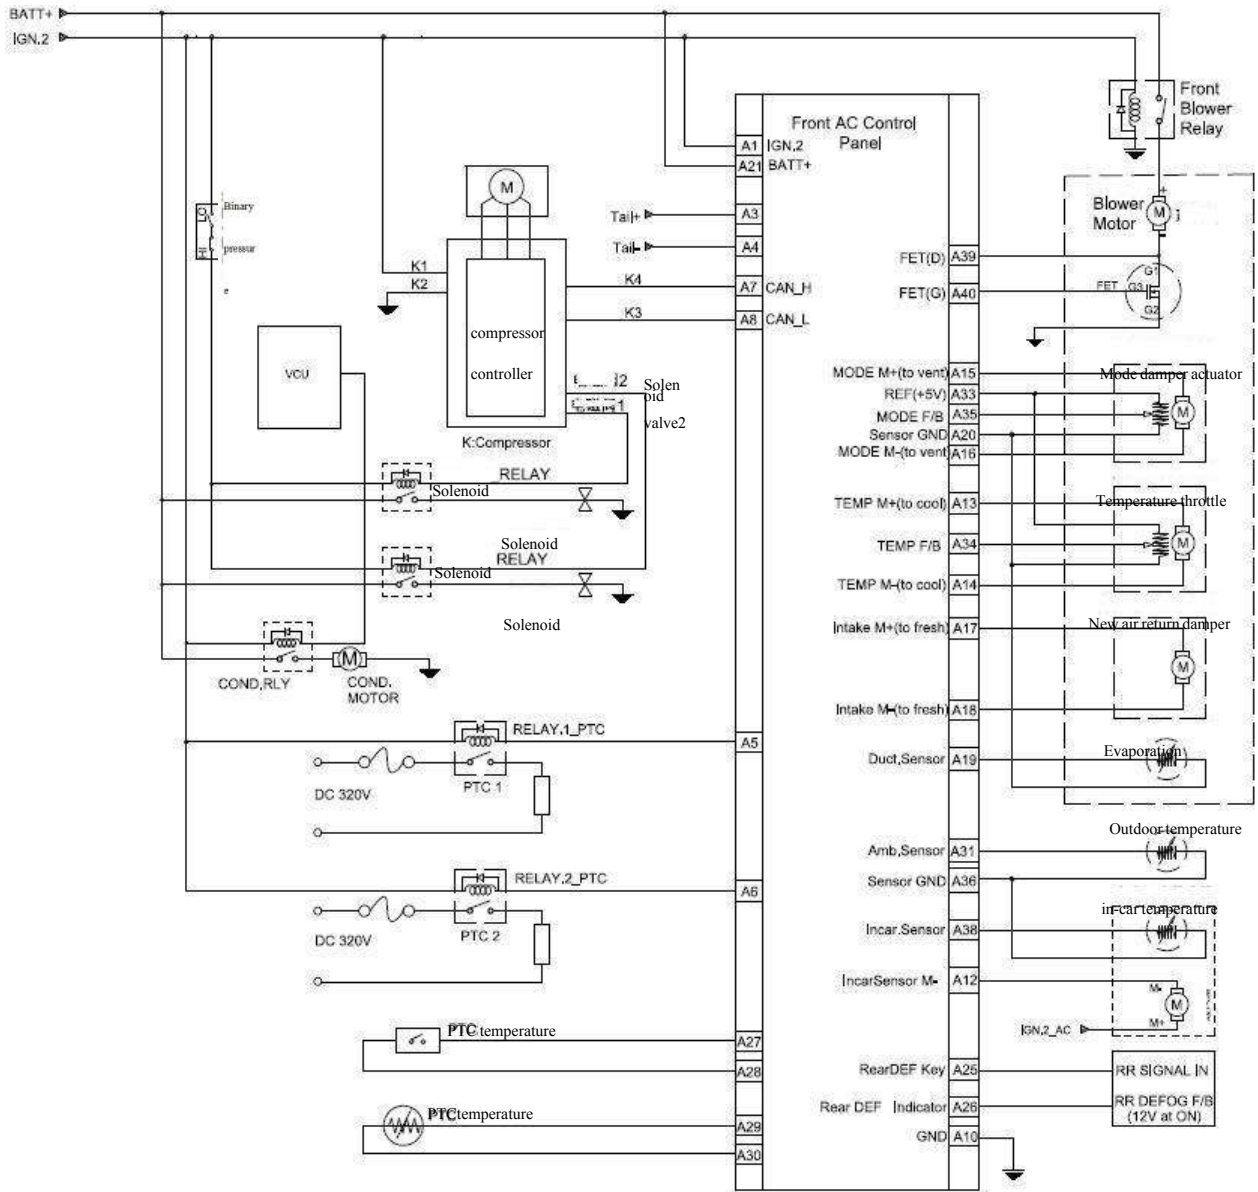 BATT+
IGN.2
Front
Blower
Relay
Front AC Control
Panel
A1 IGN.2
A21 BATT+
Tail+ A3
Tail- A4
K1
K2
K4
A7 CAN_H
K3
A8 CAN_L
M
Binary
pressur
e
LO
HI
compressor
controller
K:Compressor
Solen
oid
valve2
VCU
RELAY
Solenoid
Solenoid
RELAY
Solenoid
Solenoid
COND.RLY
M
COND.
MOTOR
RELAY.1_PTC
A5
DC 320V
PTC 1
RELAY.2_PTC
A6
DC 320V
PTC 2
PTC temperature
A27
A28
PTC temperature
A29
A30
Blower
Motor
+
M
-
FET(D) A39
FET(G) A40
FET
G1
G3
G2
MODE M+(to vent) A15
REF(+5V) A33
MODE F/B A35
Sensor GND A20
MODE M-(to vent) A16
Mode damper actuator
M
TEMP M+(to cool) A13
TEMP F/B A34
TEMP M-(to cool) A14
Temperature throttle
M
Intake M+(to fresh) A17
New air return damper
M
Intake M-(to fresh) A18
Duct.Sensor A19
Evaporation
Outdoor temperature
Amb.Sensor A31
Sensor GND A36
in-car temperature
Incar.Sensor A38
IncarSensor M- A12
M-
M
M+
IGN.2_AC
RearDEF Key A25
RR SIGNAL IN
Rear DEF Indicator A26
RR DEFOG F/B
(12V at ON)
GND A10